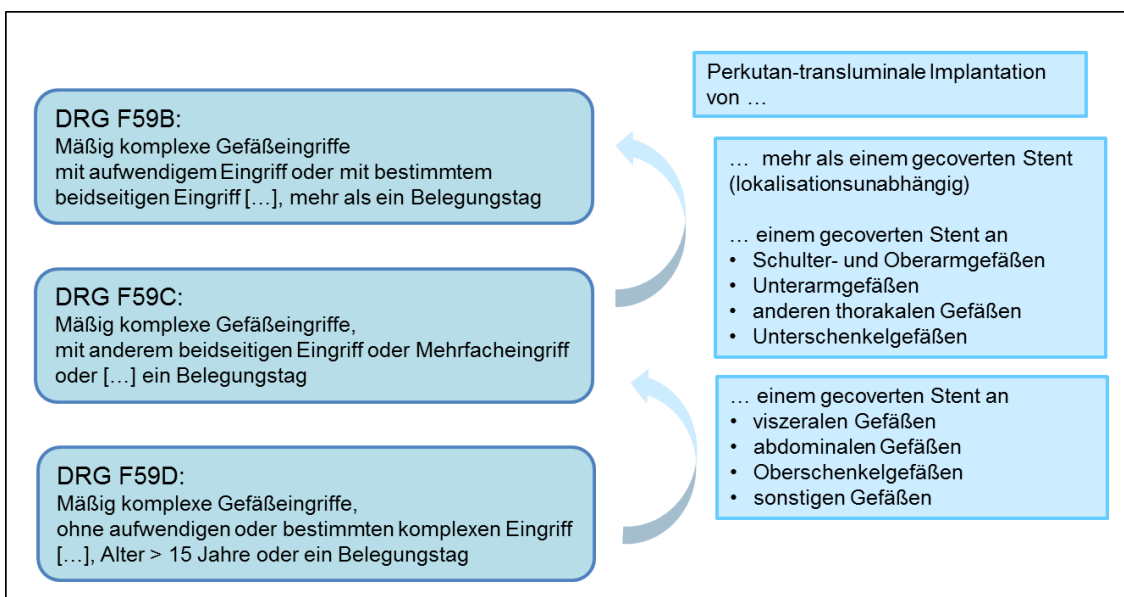 DRG F59B:
Mäßig komplexe Gefäßeingriffe
mit aufwendigem Eingriff oder mit bestimmtem
beidseitigen Eingriff […], mehr als ein Belegungstag
DRG F59C:
Mäßig komplexe Gefäßeingriffe,
mit anderem beidseitigen Eingriff oder Mehrfacheingriff
oder […] ein Belegungstag
DRG F59D:
Mäßig komplexe Gefäßeingriffe,
ohne aufwendigen oder bestimmten komplexen Eingriff
[…], Alter > 15 Jahre oder ein Belegungstag
Perkutan-transluminale Implantation
von …
… mehr als einem gecoverten Stent
(lokalisationsunabhängig)
… einem gecoverten Stent an
• Schulter- und Oberarmgefäßen
• Unterarmgefäßen
• anderen thorakalen Gefäßen
• Unterschenkelgefäßen
… einem gecoverten Stent an
• viszeralen Gefäßen
• abdominalen Gefäßen
• Oberschenkelgefäßen
• sonstigen Gefäßen